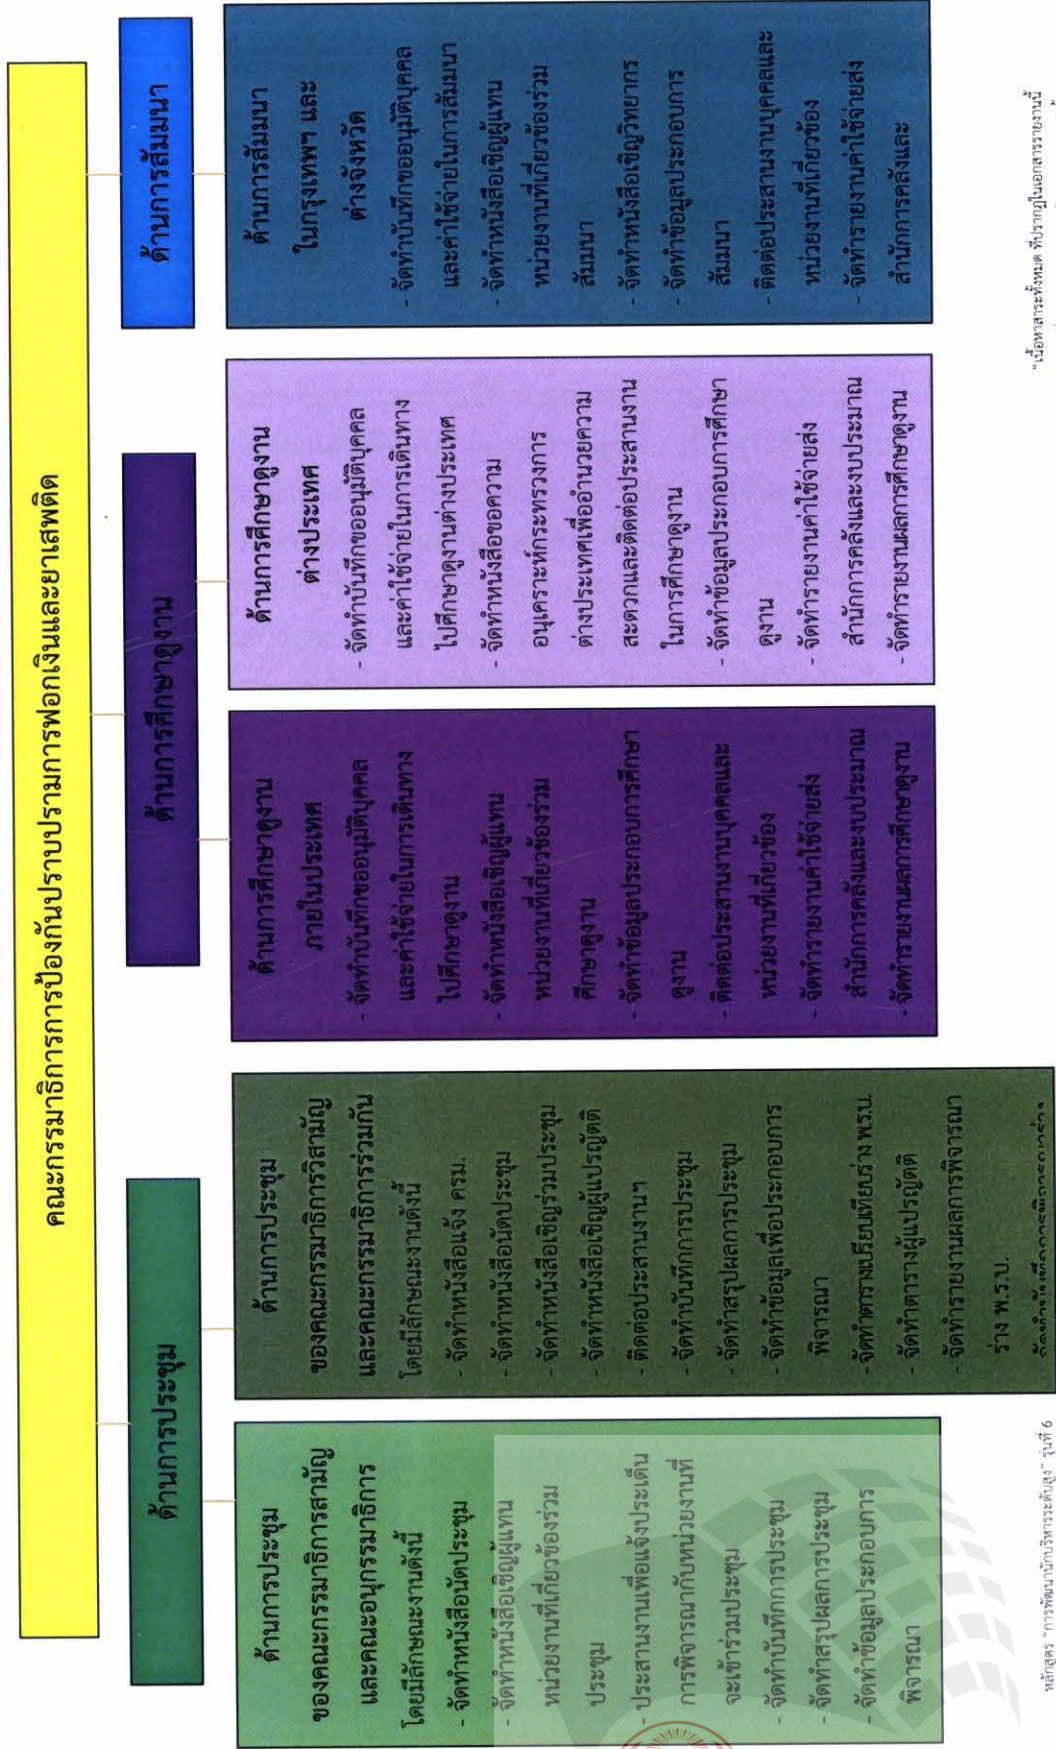 คณะกรรมาธิการการป้องกันปราบปรามการฟอกเงินและยาเสพติด
ด้านการประชุม
ด้านการประชุม
ของคณะกรรมาธิการสามัญ
และคณะอนุกรรมาธิการ
โดยมีลักษณะงานดังนี้
- จัดทำหนังสือนัดประชุม
- จัดทำหนังสือเชิญผู้แทน
หน่วยงานที่เกี่ยวข้องร่วม
ประชุม
- ประสานงานเพื่อแจ้งประเด็น
การพิจารณากับหน่วยงานที่
จะเข้าร่วมประชุม
- จัดทำบันทึกการประชุม
- จัดทำสรุปผลการประชุม
- จัดทำข้อมูลประกอบการ
พิจารณา
ด้านการประชุม
ของคณะกรรมาธิการวิสามัญ
และคณะกรรมาธิการร่วมกัน
โดยมีลักษณะงานดังนี้
- จัดทำหนังสือแจ้ง ครม.
- จัดทำหนังสือนัดประชุม
- จัดทำหนังสือเชิญร่วมประชุม
- จัดทำหนังสือเชิญผู้แปรญัตติ
- ติดต่อประสานงานฯ
- จัดทำบันทึกการประชุม
- จัดทำสรุปผลการประชุม
- จัดทำข้อมูลเพื่อประกอบการ
พิจารณา
- จัดทำตารางเปรียบเทียบร่าง พ.ร.บ.
- จัดทำตารางผู้แปรญัตติ
- จัดทำรายงานผลการพิจารณา
ร่าง พ.ร.บ.
ด้านการศึกษาดูงาน
ด้านการศึกษาดูงาน
ภายในประเทศ
- จัดทำบันทึกขออนุมัติบุคคล
และค่าใช้จ่ายในการเดินทาง
ไปศึกษาดูงาน
- จัดทำหนังสือเชิญผู้แทน
หน่วยงานที่เกี่ยวข้องร่วม
ศึกษาดูงาน
- จัดทำข้อมูลประกอบการศึกษา
ดูงาน
- ติดต่อประสานงานบุคคลและ
หน่วยงานที่เกี่ยวข้อง
- จัดทำรายงานค่าใช้จ่ายส่ง
สำนักการคลังและงบประมาณ
- จัดทำรายงานผลการศึกษาดูงาน
ด้านการศึกษาดูงาน
ต่างประเทศ
- จัดทำบันทึกขออนุมัติบุคคล
และค่าใช้จ่ายในการเดินทาง
ไปศึกษาดูงานต่างประเทศ
- จัดทำหนังสือขอความ
อนุเคราะห์กระทรวงการ
ต่างประเทศเพื่ออำนวยความ
สะดวกและติดต่อประสานงาน
ในการศึกษาดูงาน
- จัดทำข้อมูลประกอบการศึกษา
ดูงาน
- จัดทำรายงานค่าใช้จ่ายส่ง
สำนักการคลังและงบประมาณ
- จัดทำรายงานผลการศึกษาดูงาน
ด้านการสัมมนา
ด้านการสัมมนา
ในกรุงเทพฯ และ
ต่างจังหวัด
- จัดทำบันทึกขออนุมัติบุคคล
และค่าใช้จ่ายในการสัมมนา
- จัดทำหนังสือเชิญผู้แทน
หน่วยงานที่เกี่ยวข้องร่วม
สัมมนา
- จัดทำหนังสือเชิญวิทยากร
- จัดทำข้อมูลประกอบการ
สัมมนา
- ติดต่อประสานงานบุคคลและ
หน่วยงานที่เกี่ยวข้อง
- จัดทำรายงานค่าใช้จ่ายส่ง
สำนักการคลังและ
หลักสูตร "การพัฒนานักบริหารระดับสูง" รุ่นที่ 6
"เนื้อหาสาระทั้งหมด ที่ปรากฏในเอกสารรายงานนี้